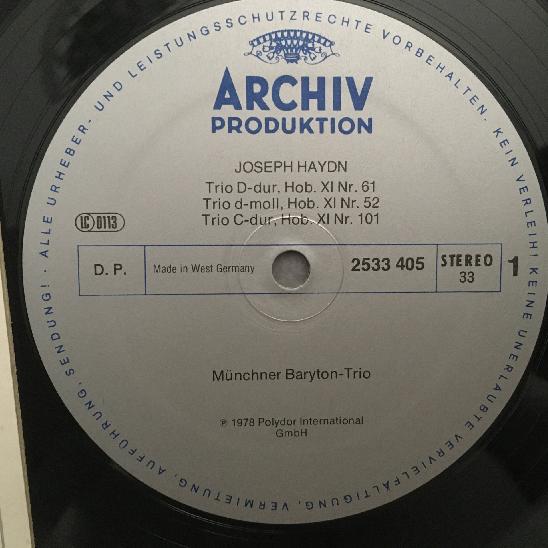 ALLE URHEBER- UND LEISTUNGSSCHUTZRECHTE VORBEHALTEN. KEIN VERLEIH! KEINE UNERLAUBTE VERVIELFÄLTIGUNG, VERMIETUNG, AUFFÜHRUNG, SENDUNG! ·
ARCHIV
PRODUKTION
JOSEPH HAYDN
Trio D-dur, Hob. XI Nr. 61
Trio d-moll, Hob. XI Nr. 52
Trio C-dur, Hob. XI Nr. 101
LC 0113
D. P. Made in West Germany 2533 405 STEREO 1
33
Münchner Baryton-Trio
℗ 1978 Polydor International
GmbH